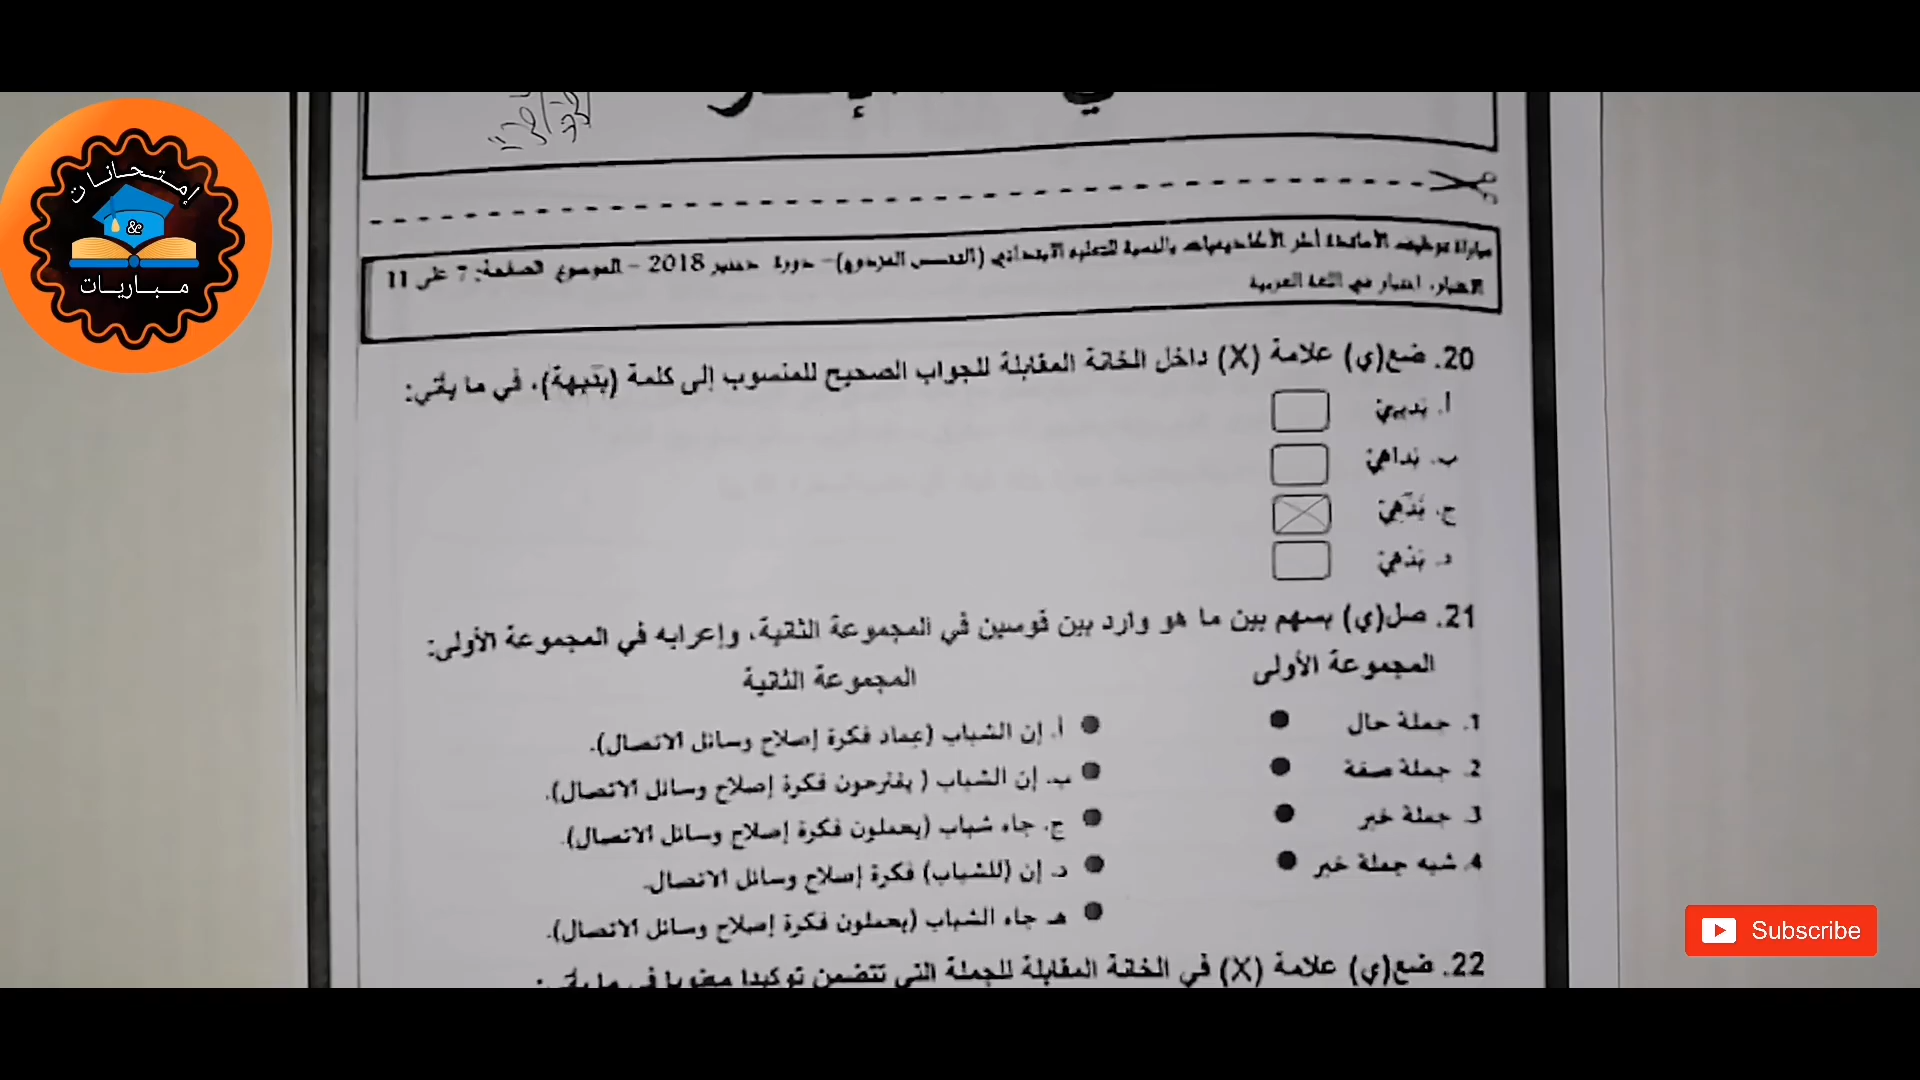 إمتحانات
&
مباريات
مباراة توظيف الأساتذة أطر الأكاديميات بالنسبة للتعليم الابتدائي (التخصص المزدوج)- دورة دجنبر 2018 - الموضوع الصفحة: 7 على 11
الاختبار: اختبار في اللغة العربية
20. ضع(ي) علامة (X) داخل الخانة المقابلة للجواب الصحيح للمنسوب إلى كلمة (بَديهة)، في ما يأتي:
أ. بَديهيّ
ب. بَداهيّ
ج. بَدَهِيّ
د. بَدْهيّ
21. صل(ي) بسهم بين ما هو وارد بين قوسين في المجموعة الثانية، وإعرابه في المجموعة الأولى:
المجموعة الأولى المجموعة الثانية
1. جملة حال أ. إن الشباب (عماد فكرة إصلاح وسائل الاتصال).
2. جملة صفة ب. إن الشباب ( يقترحون فكرة إصلاح وسائل الاتصال).
3. جملة خبر ج. جاء شباب (يحملون فكرة إصلاح وسائل الاتصال).
4. شبه جملة خبر د. إن (للشباب) فكرة إصلاح وسائل الاتصال.
هـ جاء الشباب (يحملون فكرة إصلاح وسائل الاتصال).
22. ضع(ي) علامة (X) في الخانة المقابلة للجملة التي تتضمن توكيدا معنويا في ما يأتي:
Subscribe